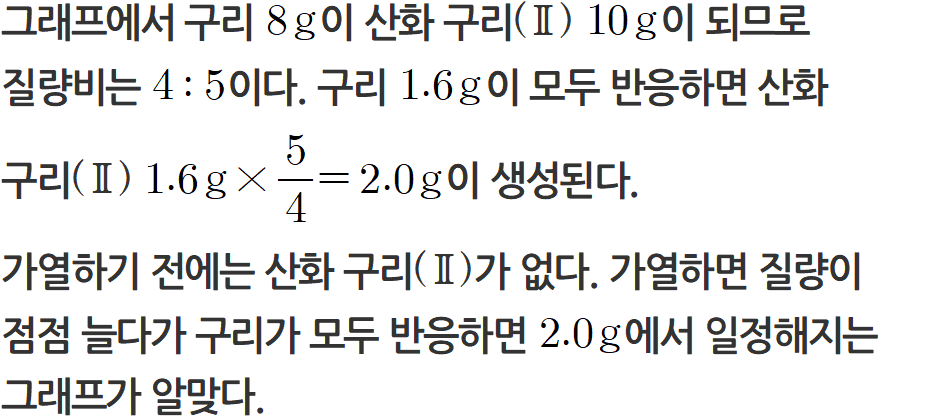 그래프에서 구리 8 g이 산화 구리(Ⅱ) 10 g이 되므로
질량비는 4 : 5이다. 구리 1.6 g이 모두 반응하면 산화
구리(Ⅱ) 1.6 g × 5/4 = 2.0 g이 생성된다.
가열하기 전에는 산화 구리(Ⅱ)가 없다. 가열하면 질량이
점점 늘다가 구리가 모두 반응하면 2.0 g에서 일정해지는
그래프가 알맞다.